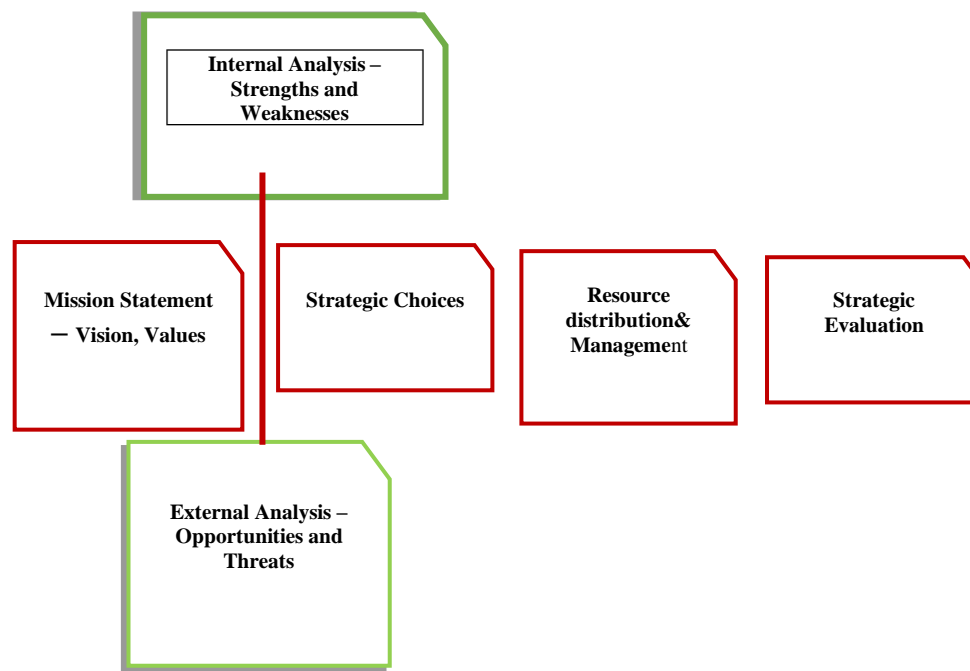 Internal Analysis –
Strengths and
Weaknesses
Mission Statement
– Vision, Values
Strategic Choices
Resource
distribution&
Management
Strategic
Evaluation
External Analysis –
Opportunities and
Threats